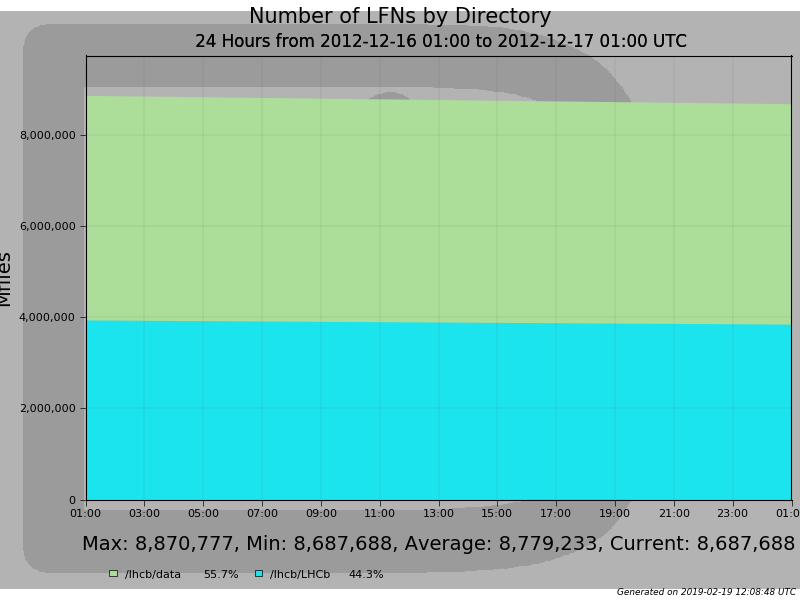 Number of LFNs by Directory
24 Hours from 2012-12-16 01:00 to 2012-12-17 01:00 UTC
8,000,000
6,000,000
Mfiles
4,000,000
2,000,000
0
01:00 03:00 05:00 07:00 09:00 11:00 13:00 15:00 17:00 19:00 21:00 23:00 01:0
Max: 8,870,777, Min: 8,687,688, Average: 8,779,233, Current: 8,687,688
/lhcb/data 55.7% /lhcb/LHCb 44.3%
Generated on 2019-02-19 12:08:48 UTC